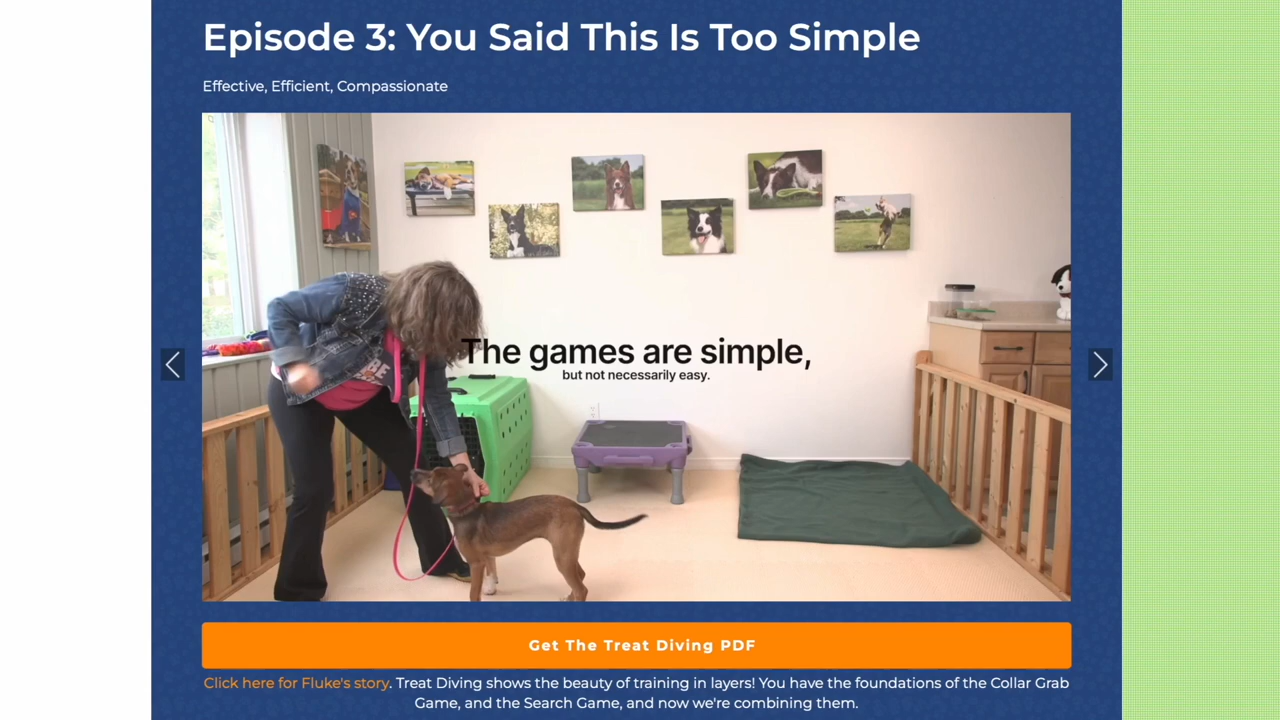 Episode 3: You Said This Is Too Simple
Effective, Efficient, Compassionate
The games are simple,
but not necessarily easy.
Get The Treat Diving PDF
Click here for Fluke's story. Treat Diving shows the beauty of training in layers! You have the foundations of the Collar Grab
Game, and the Search Game, and now we're combining them.